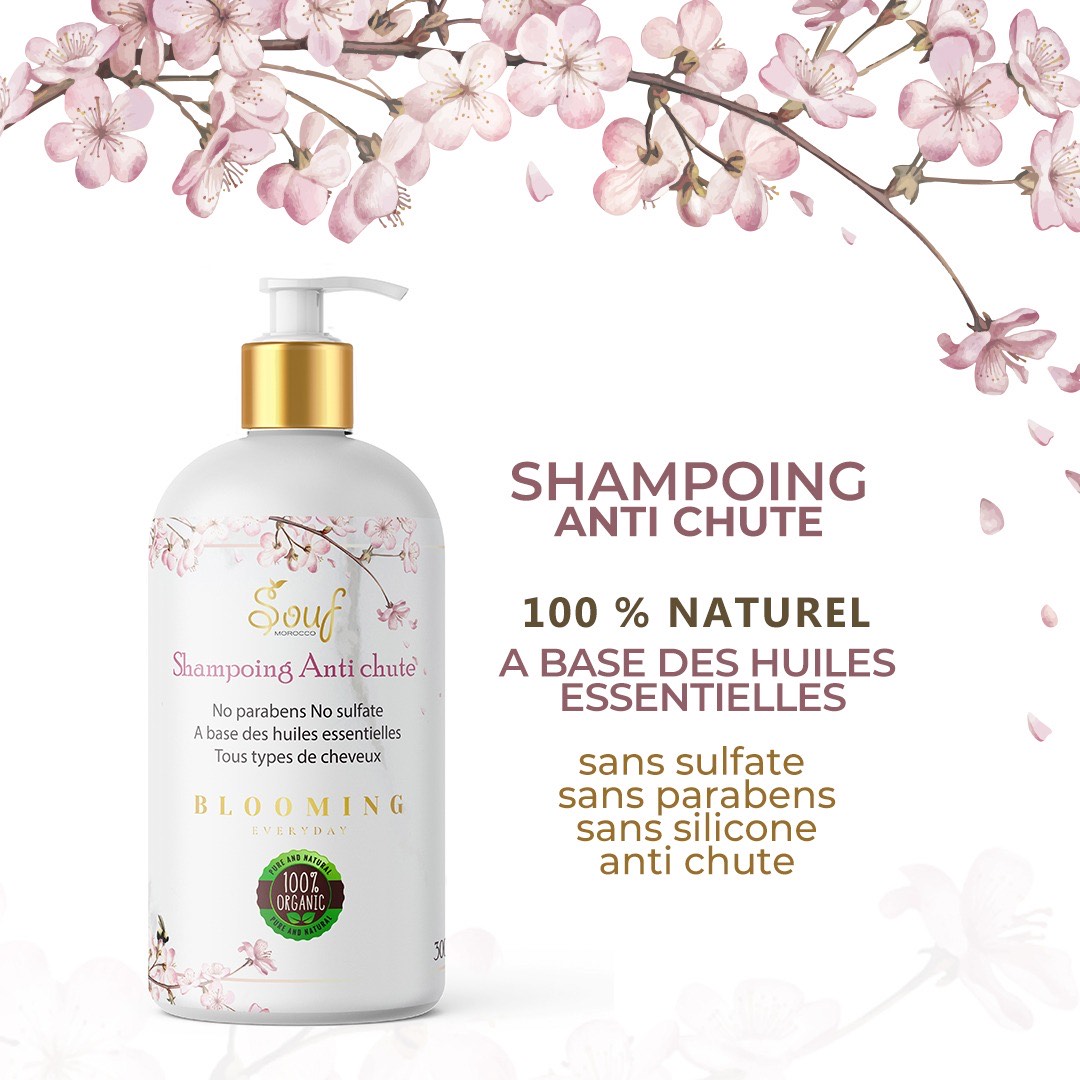 Souf
MOROCCO
Shampoing Anti chute
No parabens No sulfate
A base des huiles essentielles
Tous types de cheveux
BLOOMING
EVERYDAY
PURE AND NATURAL
100%
ORGANIC
PURE AND NATURAL
SHAMPOING
ANTI CHUTE
100 % NATUREL
A BASE DES HUILES
ESSENTIELLES
sans sulfate
sans parabens
sans silicone
anti chute